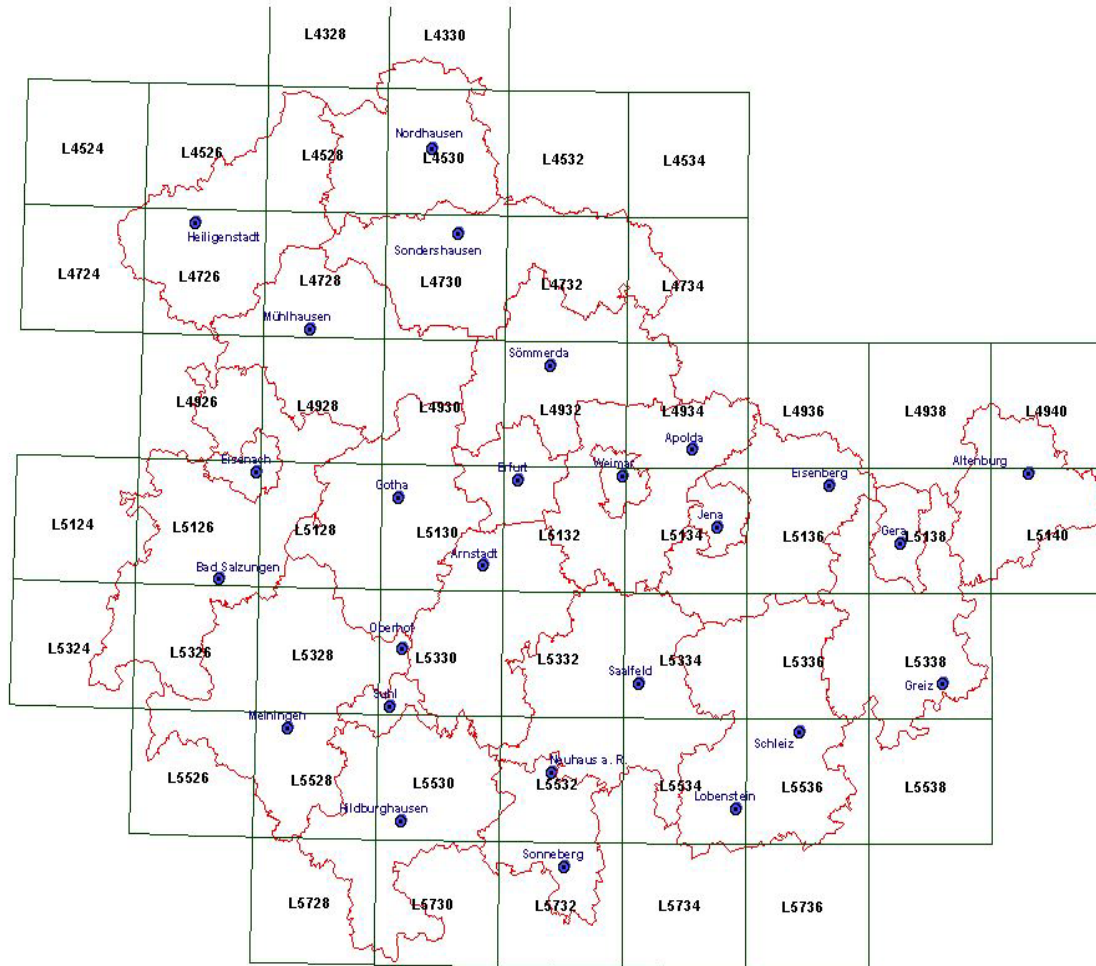 L4328
L4330
L4524
L4526
L4528
Nordhausen
L4530
L4532
L4534
Heiligenstadt
Sondershausen
L4724
L4726
L4728
L4730
L4732
L4734
Mühlhausen
Sömmerda
L4926
L4928
L4930
L4932
L4934
L4936
L4938
L4940
Apolda
Eisenach
Gotha
Erfurt
Weimar
Eisenberg
Altenburg
L5124
L5126
L5128
L5130
L5132
L5134
Jena
L5136
Gera
L5138
L5140
Arnstadt
Bad Salzungen
Oberhof
L5324
L5326
L5328
L5330
L5332
Saalfeld
L5334
L5336
L5338
Greiz
Suhl
Meiningen
Schleiz
L5526
L5528
L5530
Neuhaus a. R.
L5532
L5534
Lobenstein
L5536
L5538
Hildburghausen
Sonneberg
L5728
L5730
L5732
L5734
L5736